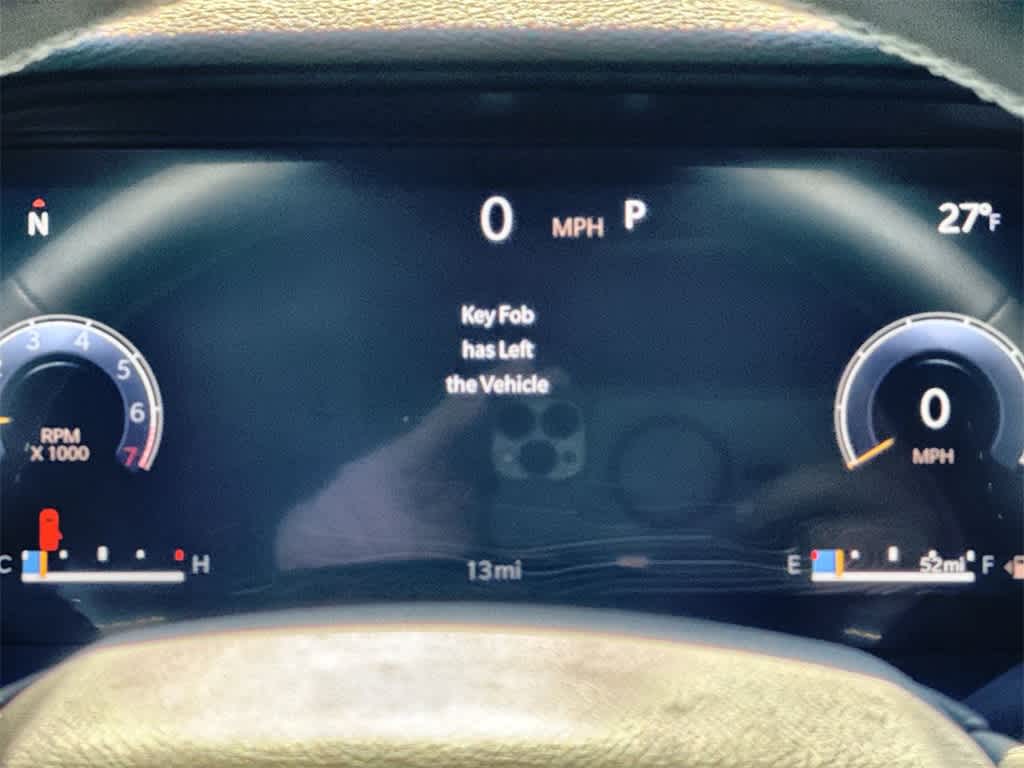 N
0 MPH P
27°F
Key Fob
has Left
the Vehicle
3 4 5 6 7
RPM
X 1000
0
MPH
C H
13mi
E 52mi F